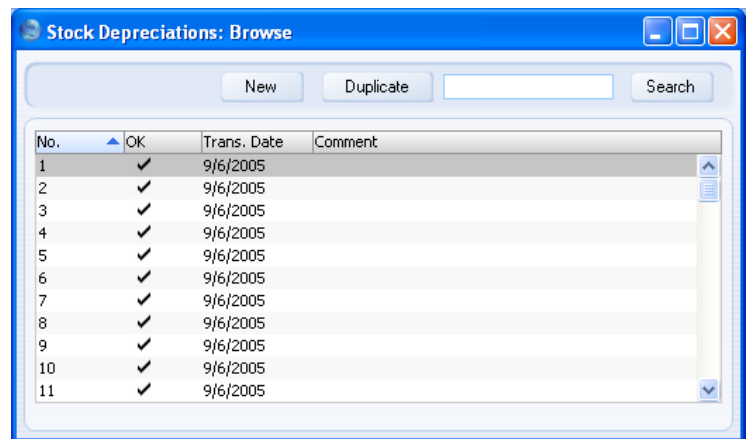 Stock Depreciations: Browse
New Duplicate Search
No. OK Trans. Date Comment
1 ✔ 9/6/2005
2 ✔ 9/6/2005
3 ✔ 9/6/2005
4 ✔ 9/6/2005
5 ✔ 9/6/2005
6 ✔ 9/6/2005
7 ✔ 9/6/2005
8 ✔ 9/6/2005
9 ✔ 9/6/2005
10 ✔ 9/6/2005
11 ✔ 9/6/2005